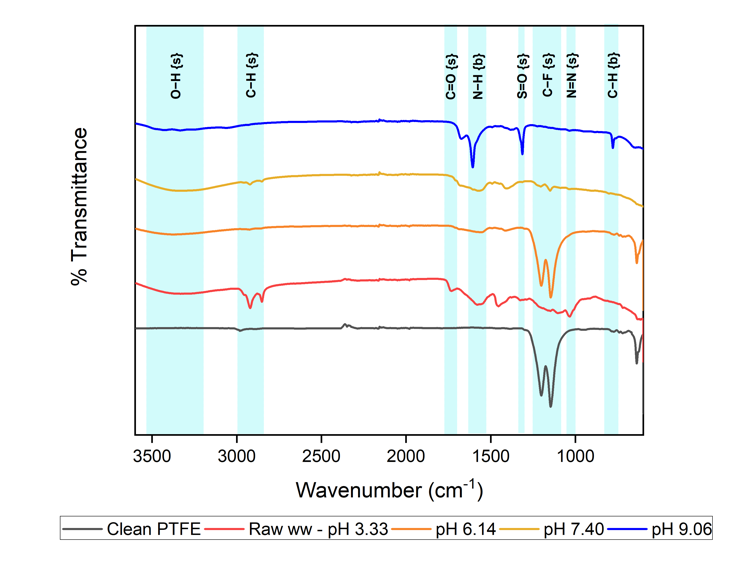 O−H {s}
C−H {s}
C=O {s}
N−H {b}
S=O {s}
C−F {s}
N=N {s}
C−H {b}
% Transmittance
3500 3000 2500 2000 1500 1000
Wavenumber (cm⁻¹)
Clean PTFE Raw ww - pH 3.33 pH 6.14 pH 7.40 pH 9.06